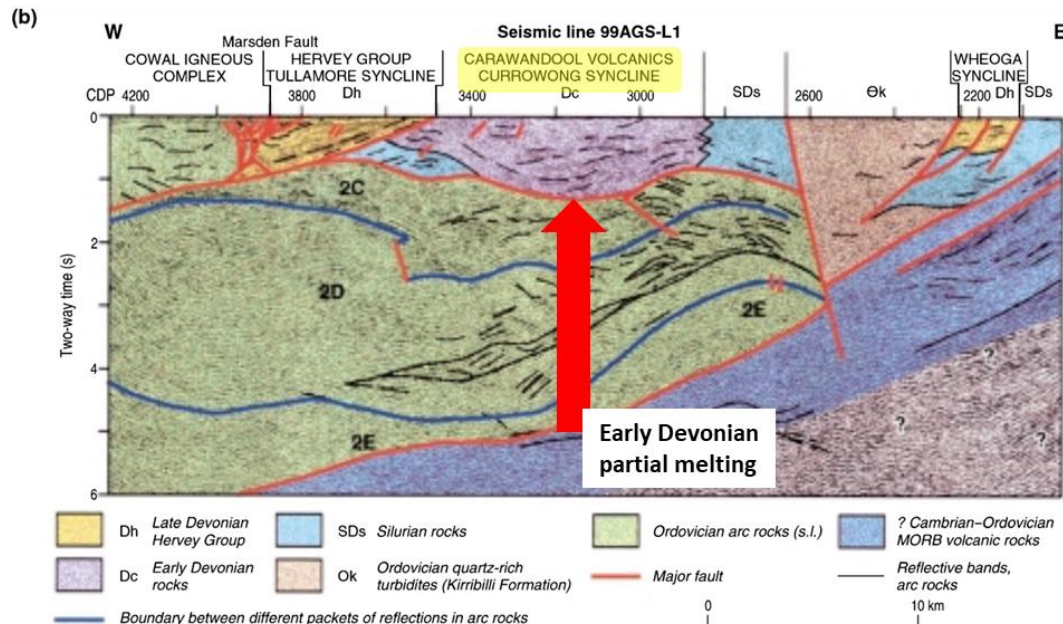 (b)
W
Seismic line 99AGS-L1
E
Marsden Fault
COWAL IGNEOUS
COMPLEX
HERVEY GROUP
TULLAMORE SYNCLINE
CARAWANDOOL VOLCANICS
CURROWONG SYNCLINE
WHEOGA
SYNCLINE
CDP 4200 3800 Dh 3400 Dc 3000 SDs 2600 Ɵk 2200 Dh SDs
0
2
4
6
Two-way time (s)
2C
2D
2E
2E
?
?
?
Early Devonian
partial melting
Dh Late Devonian
Hervey Group
SDs Silurian rocks
Ordovician arc rocks (s.l.)
? Cambrian–Ordovician
MORB volcanic rocks
Dc Early Devonian
rocks
Ok Ordovician quartz-rich
turbidites (Kirribilli Formation)
Major fault
Reflective bands,
arc rocks
Boundary between different packets of reflections in arc rocks
0 10 km